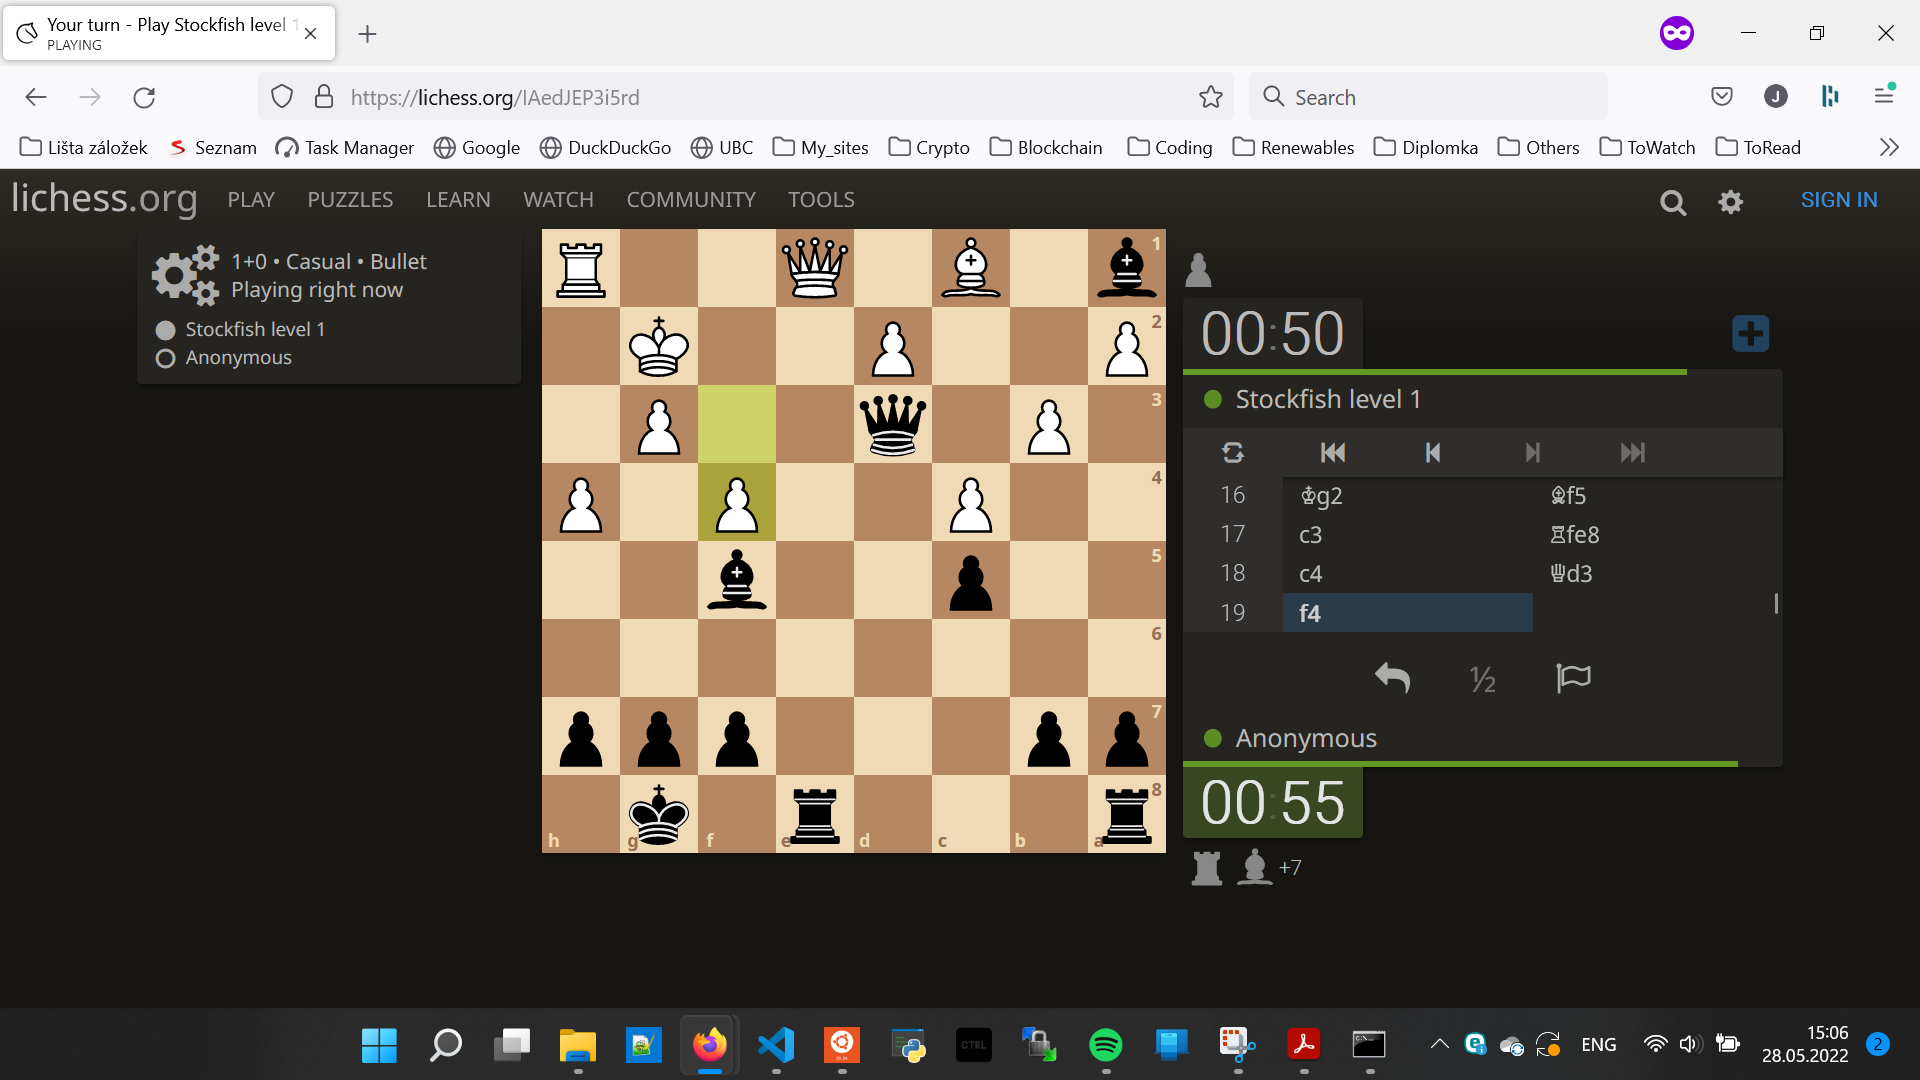 Your turn - Play Stockfish level 1
PLAYING
https://lichess.org/IAedJEP3i5rd
Search
J
Lišta záložek
Seznam
Task Manager
Google
DuckDuckGo
UBC
My_sites
Crypto
Blockchain
Coding
Renewables
Diplomka
Others
ToWatch
ToRead
lichess.org
PLAY
PUZZLES
LEARN
WATCH
COMMUNITY
TOOLS
SIGN IN
1+0 • Casual • Bullet
Playing right now
Stockfish level 1
Anonymous
1
2
3
4
5
6
7
8
h
g
f
e
d
c
b
a
00:50
Stockfish level 1
16 ♔g2 ♗f5
17 c3 ♖fe8
18 c4 ♕d3
19 f4
½
Anonymous
00:55
+7
CTRL
ENG
15:06
28.05.2022
2